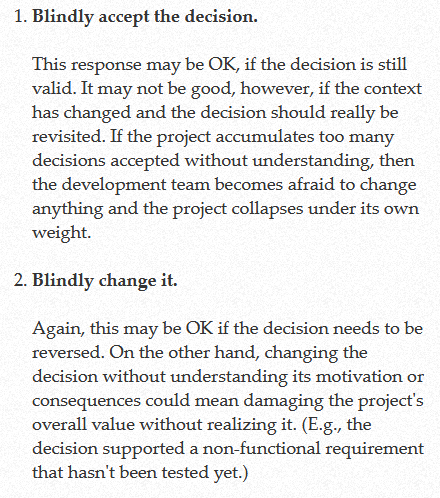 1. Blindly accept the decision.
This response may be OK, if the decision is still
valid. It may not be good, however, if the context
has changed and the decision should really be
revisited. If the project accumulates too many
decisions accepted without understanding, then
the development team becomes afraid to change
anything and the project collapses under its own
weight.
2. Blindly change it.
Again, this may be OK if the decision needs to be
reversed. On the other hand, changing the
decision without understanding its motivation or
consequences could mean damaging the project's
overall value without realizing it. (E.g., the
decision supported a non-functional requirement
that hasn't been tested yet.)